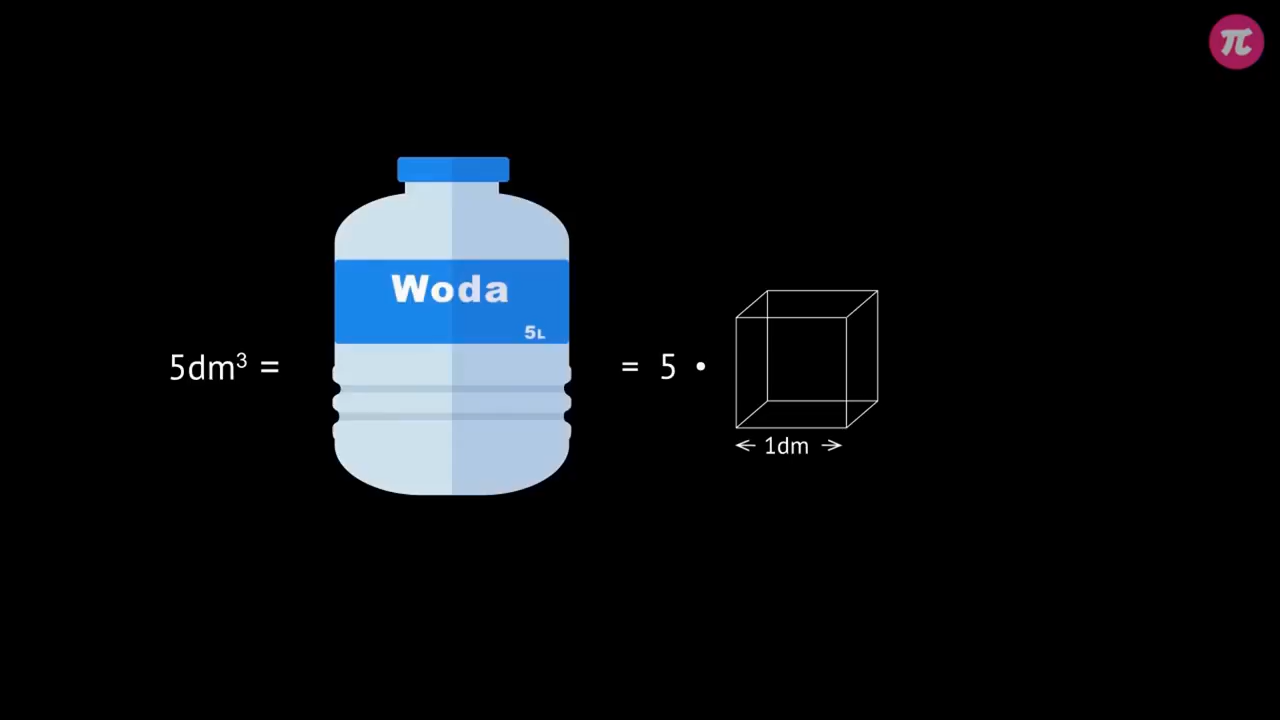 π
Woda
5L
5dm³ = = 5 •
← 1dm →